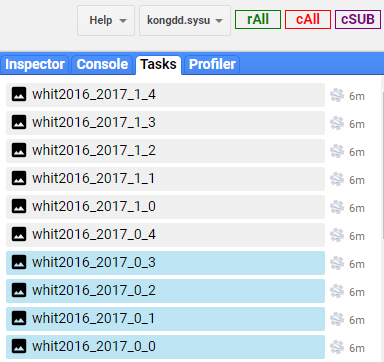 Help kongdd.sysu rAll cAll cSUB
Inspector Console Tasks Profiler
whit2016_2017_1_4 6m
whit2016_2017_1_3 6m
whit2016_2017_1_2 6m
whit2016_2017_1_1 6m
whit2016_2017_1_0 6m
whit2016_2017_0_4 6m
whit2016_2017_0_3 6m
whit2016_2017_0_2 6m
whit2016_2017_0_1 6m
whit2016_2017_0_0 6m